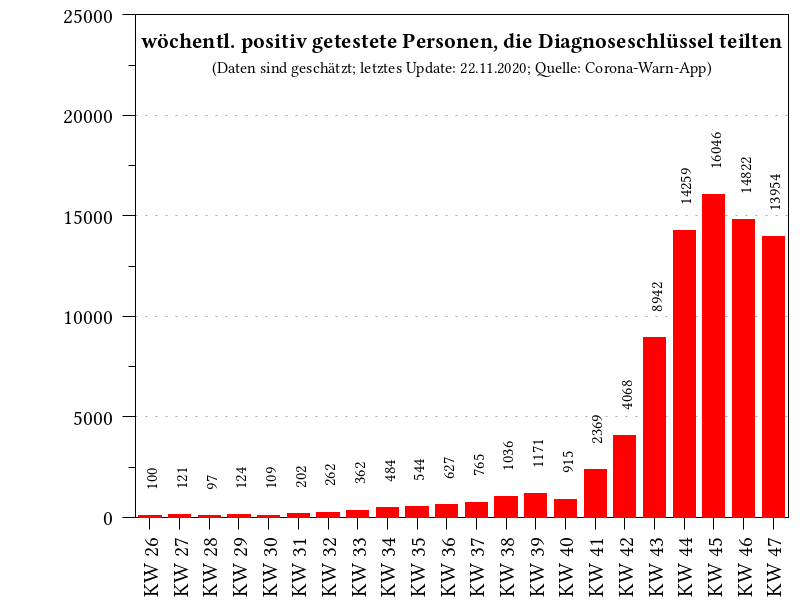 wöchentl. positiv getestete Personen, die Diagnoseschlüssel teilten
(Daten sind geschätzt; letztes Update: 22.11.2020; Quelle: Corona-Warn-App)
25000
20000
15000
10000
5000
0
100
121
97
124
109
202
262
362
484
544
627
765
1036
1171
915
2369
4068
8942
14259
16046
14822
13954
KW 26
KW 27
KW 28
KW 29
KW 30
KW 31
KW 32
KW 33
KW 34
KW 35
KW 36
KW 37
KW 38
KW 39
KW 40
KW 41
KW 42
KW 43
KW 44
KW 45
KW 46
KW 47